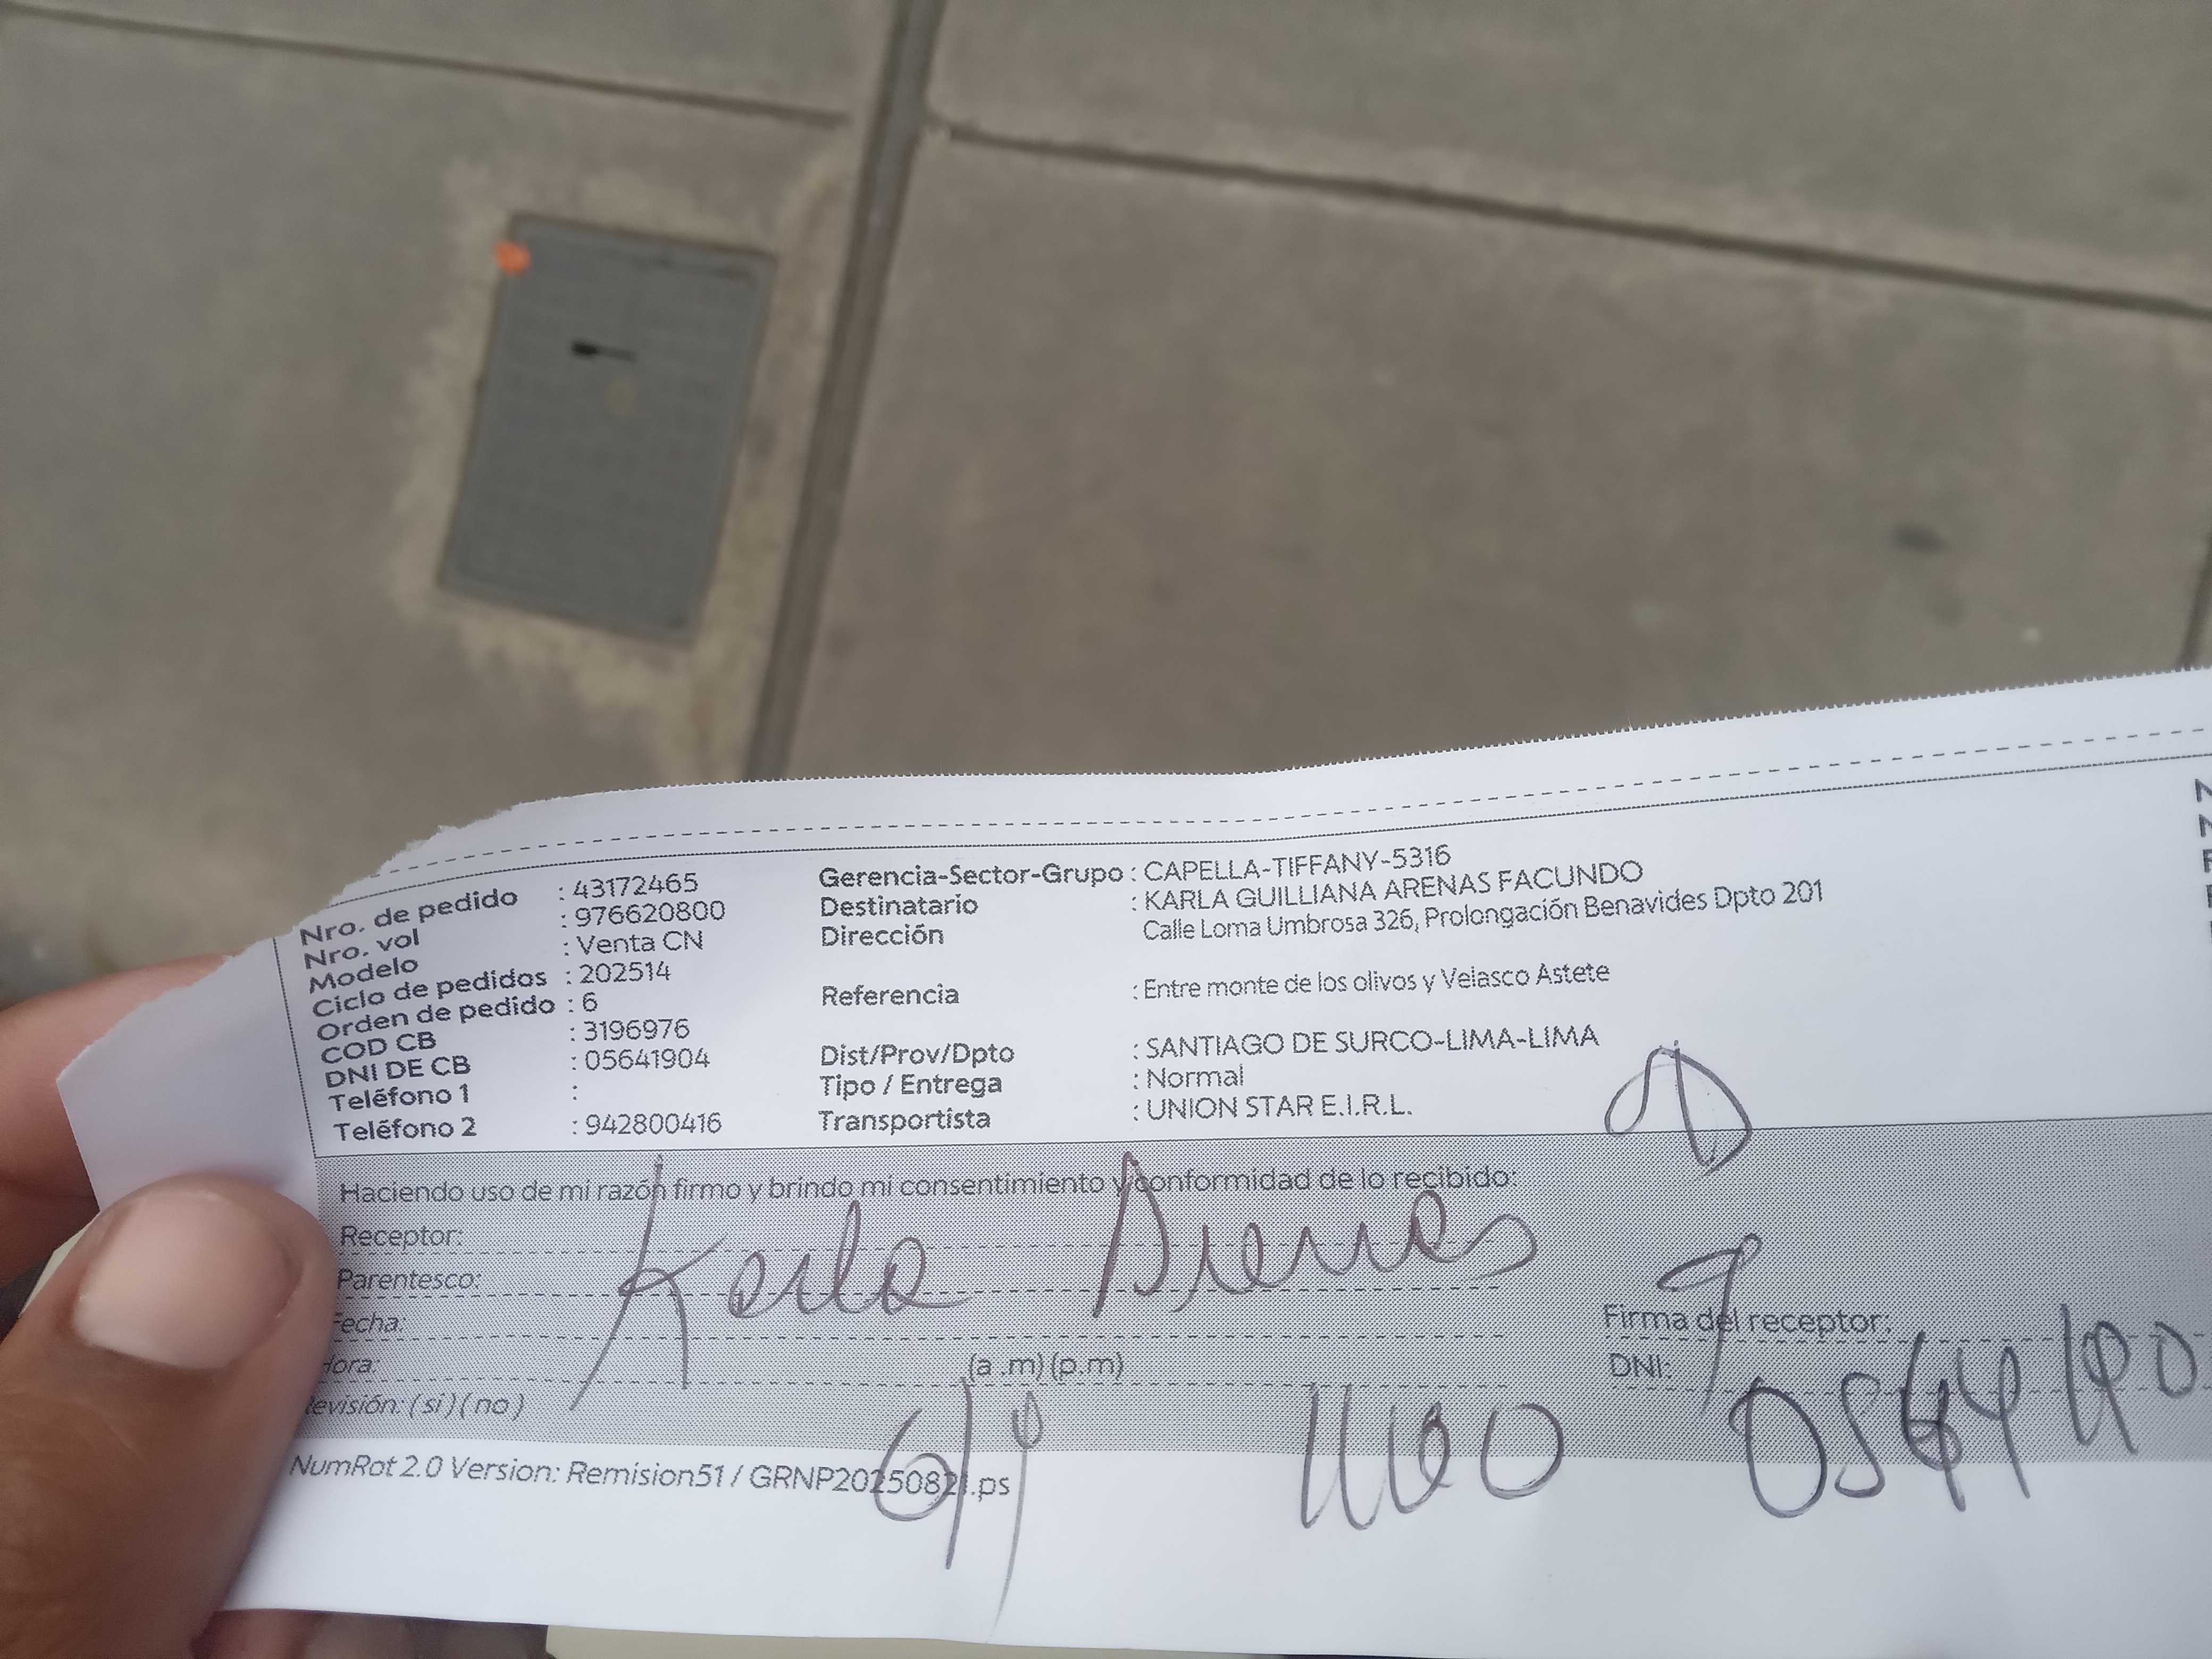 Nro. de pedido : 43172465
Nro. vol : 976620800
Modelo : Venta CN
Ciclo de pedidos : 202514
Orden de pedido : 6
COD CB : 3196976
DNI DE CB : 05641904
Teléfono 1 :
Teléfono 2 : 942800416
Gerencia-Sector-Grupo : CAPELLA-TIFFANY-5316
Destinatario : KARLA GUILLIANA ARENAS FACUNDO
Dirección Calle Loma Umbrosa 326, Prolongación Benavides Dpto 201
Referencia : Entre monte de los olivos y Velasco Astete
Dist/Prov/Dpto : SANTIAGO DE SURCO-LIMA-LIMA
Tipo / Entrega : Normal
Transportista : UNION STAR E.I.R.L.
Haciendo uso de mi razón firmo y brindo mi consentimiento y conformidad de lo recibido:
Receptor: Karla Arenas
Parentesco:
Fecha:
Firma del receptor:
Hora: (a .m) (p.m)
DNI:
Revisión: ( si ) ( no )
NumRot 2.0 Version: Remision51 / GRNP20250821.ps